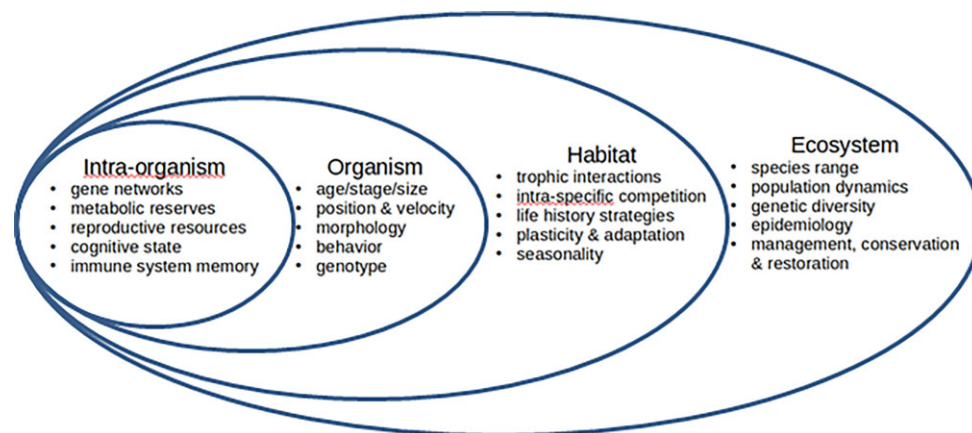 Intra-organism
• gene networks
• metabolic reserves
• reproductive resources
• cognitive state
• immune system memory
Organism
• age/stage/size
• position & velocity
• morphology
• behavior
• genotype
Habitat
• trophic interactions
• intra-specific competition
• life history strategies
• plasticity & adaptation
• seasonality
Ecosystem
• species range
• population dynamics
• genetic diversity
• epidemiology
• management, conservation
& restoration